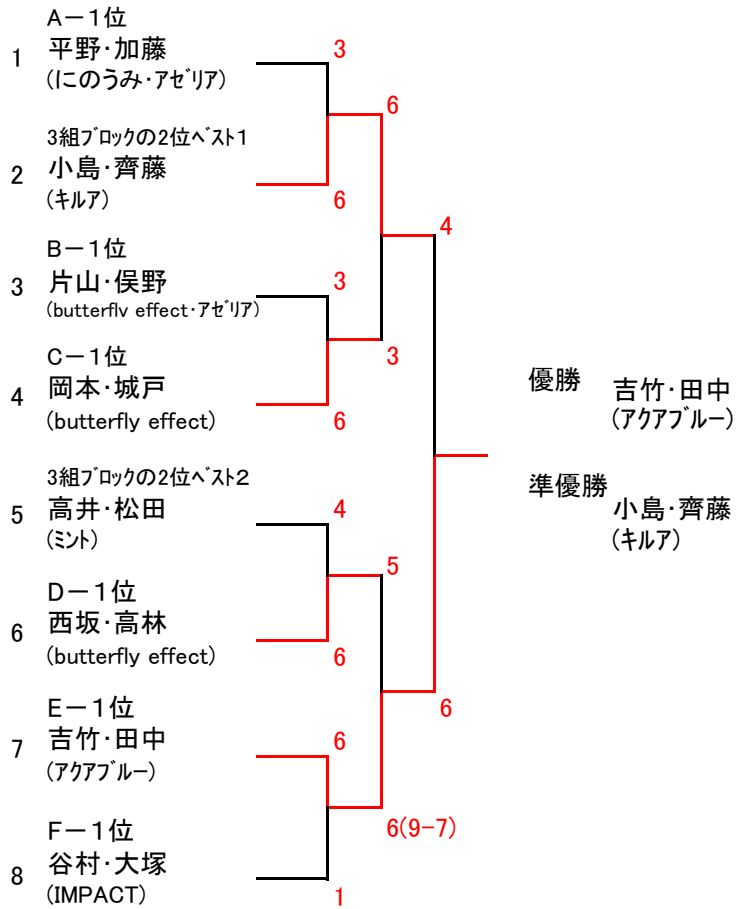 A－1位
1 平野・加藤 3
(にのうみ・ｱｾﾞﾘｱ)
6
3組ﾌﾞﾛｯｸの2位ﾍﾞｽﾄ1
2 小島・齊藤
(ｷﾙｱ) 6
4
B－1位
3 片山・俣野 3
(butterflv effect・ｱｾﾞﾘｱ)
3
C－1位
4 岡本・城戸
(butterfly effect) 6
優勝 吉竹・田中
(ｱｸｱﾌﾞﾙｰ)
準優勝 小島・齊藤
(ｷﾙｱ)
3組ﾌﾞﾛｯｸの2位ﾍﾞｽﾄ２
5 高井・松田 4
(ﾐﾝﾄ)
5
D－１位
6 西坂・高林
(butterfly effect) 6
6
E－１位
7 吉竹・田中 6
(ｱｸｱﾌﾞﾙｰ)
6(9-7)
F－１位
8 谷村・大塚
(IMPACT) 1